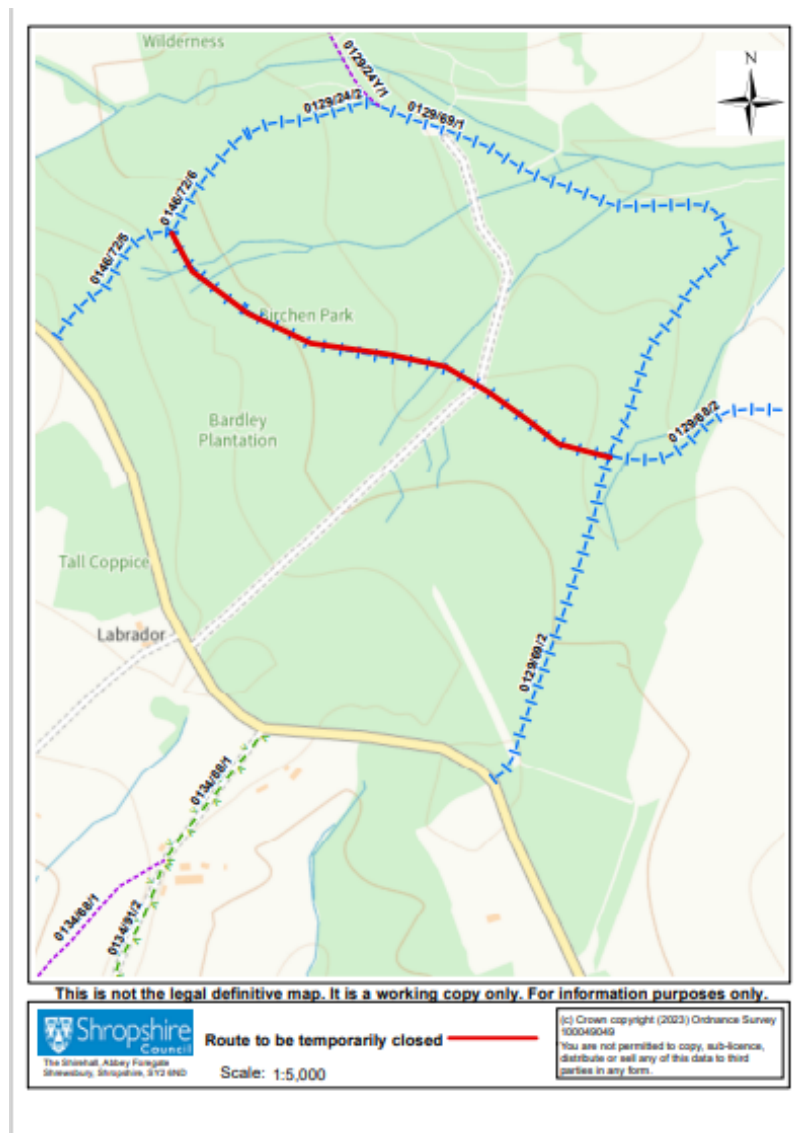 Wilderness
0129/24Y/1
N
0129/24/2
0129/69/1
0146/72/6
0146/72/5
Birchen Park
Bardley
Plantation
0129/68/2
Tall Coppice
Labrador
0129/69/2
0134/88/1
0134/68/1
0134/91/2
This is not the legal definitive map. It is a working copy only. For information purposes only.
Shropshire
Council
The Shirehall, Abbey Foregate
Shrewsbury, Shropshire, SY2 6ND
Route to be temporarily closed
Scale: 1:5,000
(c) Crown copyright (2023) Ordnance Survey
100049049
You are not permitted to copy, sub-licence,
distribute or sell any of this data to third
parties in any form.